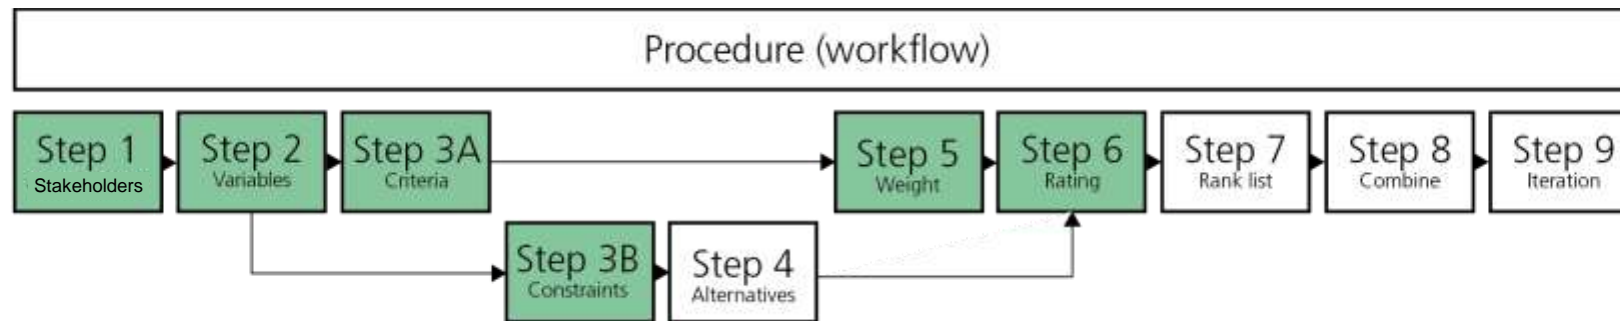 Procedure (workflow)
Step 1
Stakeholders
Step 2
Variables
Step 3A
Criteria
Step 5
Weight
Step 6
Rating
Step 7
Rank list
Step 8
Combine
Step 9
Iteration
Step 3B
Constraints
Step 4
Alternatives